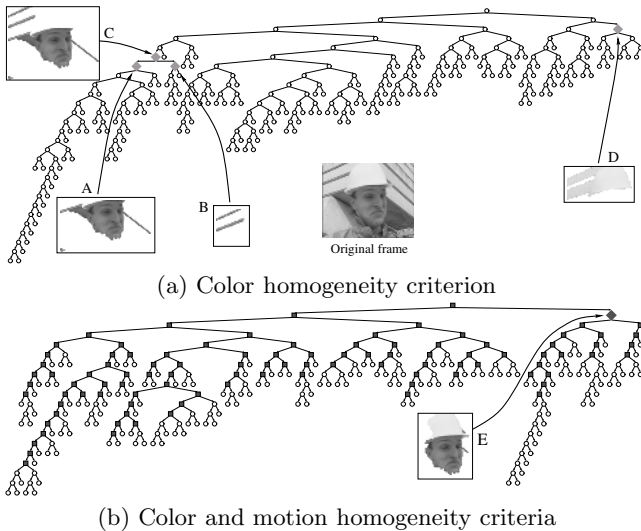 C
A
B
D
Original frame
(a) Color homogeneity criterion
E
(b) Color and motion homogeneity criteria